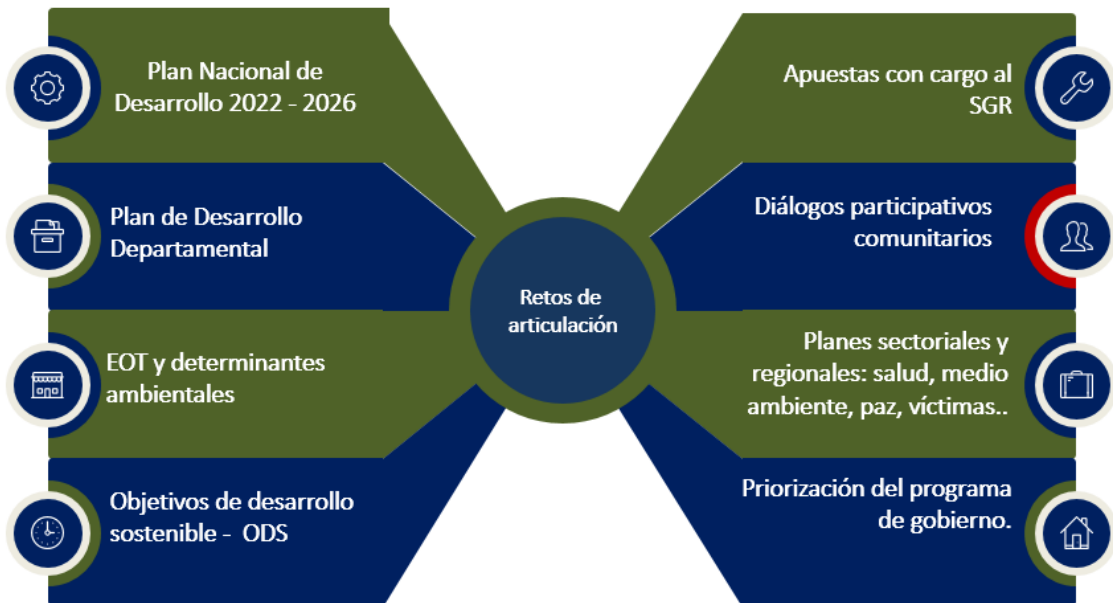 Plan Nacional de
Desarrollo 2022 - 2026
Plan de Desarrollo
Departamental
EOT y determinantes
ambientales
Objetivos de desarrollo
sostenible - ODS
Retos de
articulación
Apuestas con cargo al
SGR
Diálogos participativos
comunitarios
Planes sectoriales y
regionales: salud, medio
ambiente, paz, víctimas..
Priorización del programa
de gobierno.